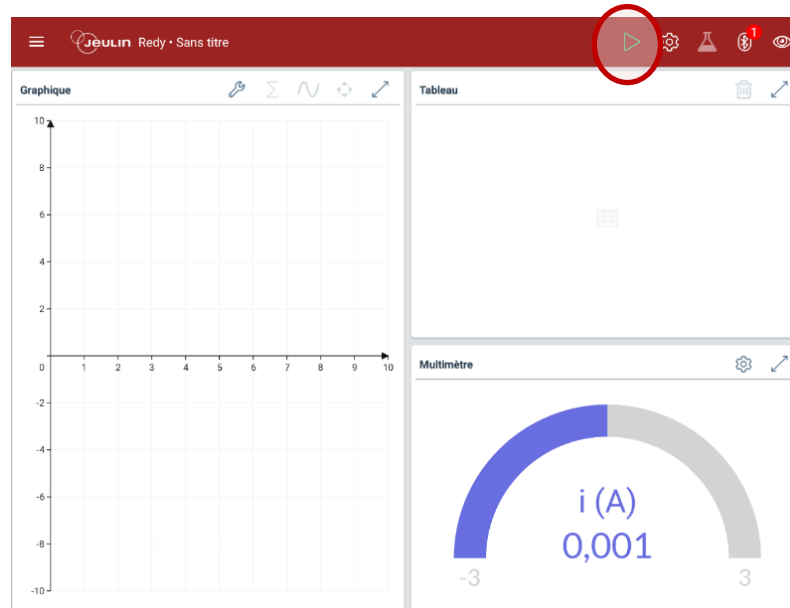 Jeulin Redy • Sans titre
1
Graphique
Tableau
10
8
6
4
2
0 1 2 3 4 5 6 7 8 9 10
-2
-4
-6
-8
-10
Multimètre
i (A)
0,001
-3 3